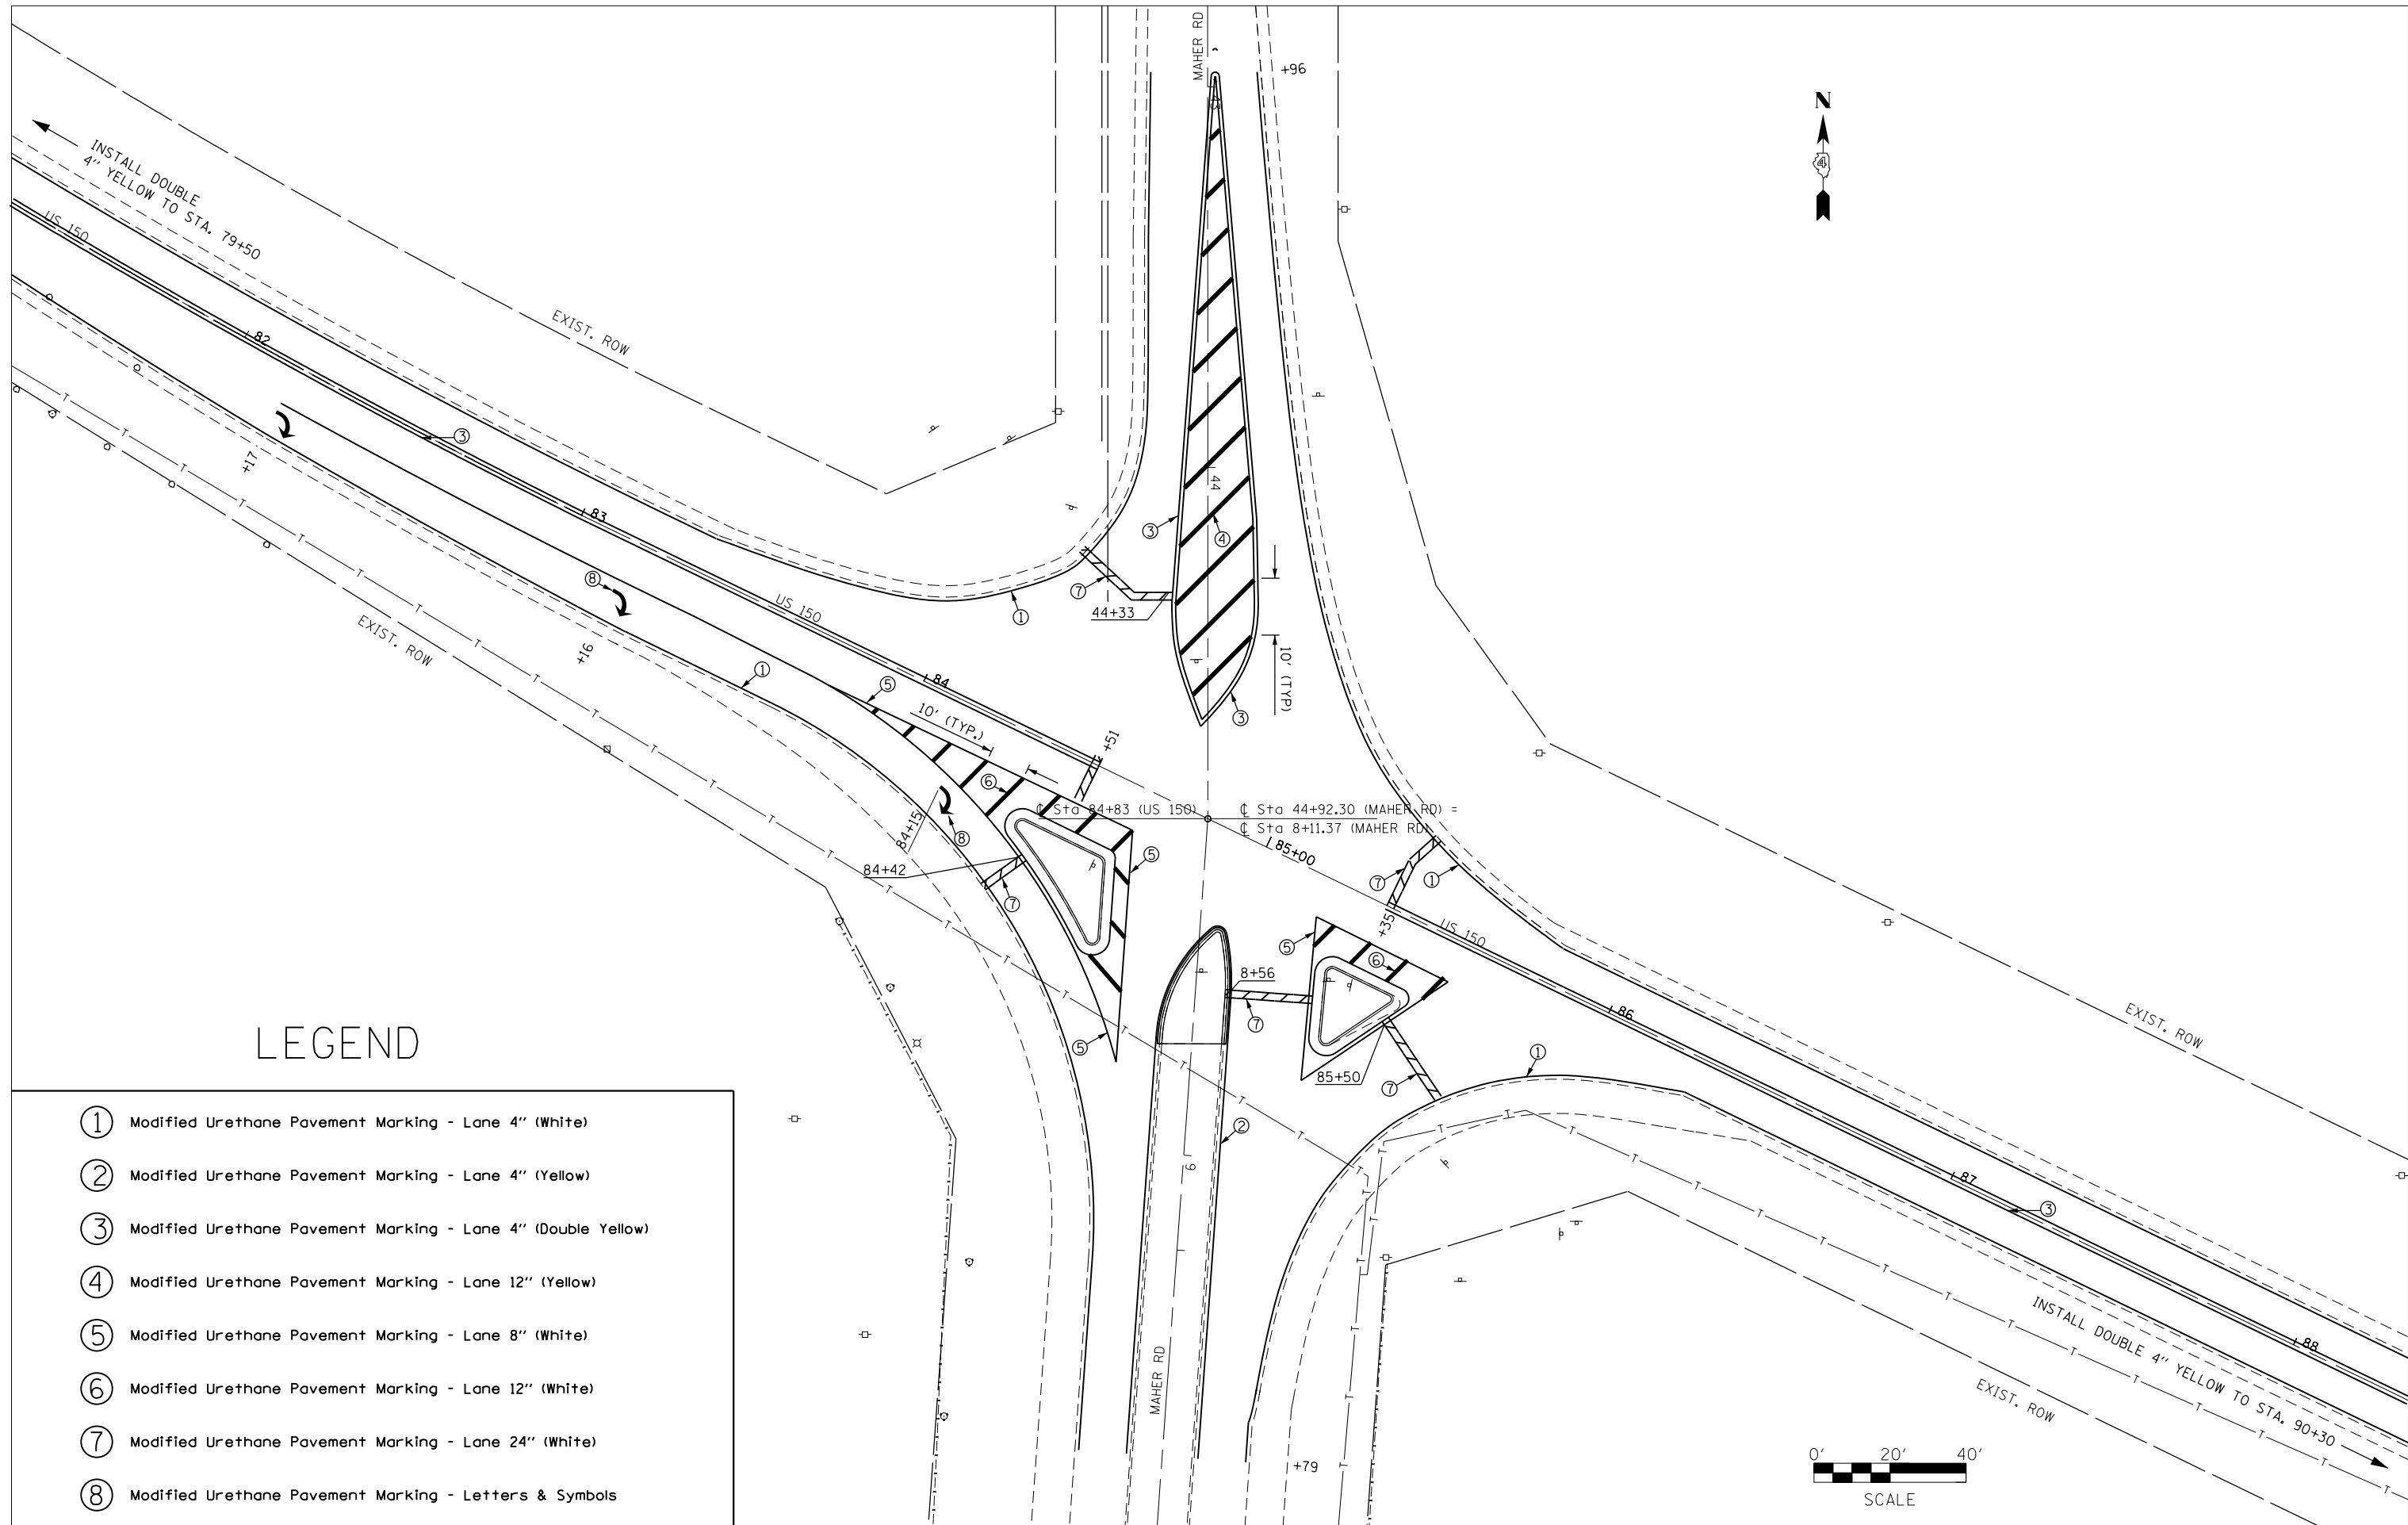 MAHER RD
+96
N
4
INSTALL DOUBLE
4" YELLOW TO STA. 79+50
US 150
EXIST. ROW
82
3
+17
83
44
3
4
8
7
44+33
1
US 150
+16
EXIST. ROW
1
5
84
10' (TYP.)
10' (TYP)
3
+51
6
℄ Sta 84+83 (US 150)
℄ Sta 44+92.30 (MAHER RD) =
℄ Sta 8+11.37 (MAHER RD)
84+15
8
85+00
5
84+42
7
7
1
+35
US 150
5
6
8+56
7
86
EXIST. ROW
5
85+50
7
1
2
9
87
3
MAHER RD
88
INSTALL DOUBLE 4" YELLOW TO STA. 90+30
EXIST. ROW
+79
0' 20' 40'
SCALE
LEGEND
1 Modified Urethane Pavement Marking - Lane 4" (White)
2 Modified Urethane Pavement Marking - Lane 4" (Yellow)
3 Modified Urethane Pavement Marking - Lane 4" (Double Yellow)
4 Modified Urethane Pavement Marking - Lane 12" (Yellow)
5 Modified Urethane Pavement Marking - Lane 8" (White)
6 Modified Urethane Pavement Marking - Lane 12" (White)
7 Modified Urethane Pavement Marking - Lane 24" (White)
8 Modified Urethane Pavement Marking - Letters & Symbols